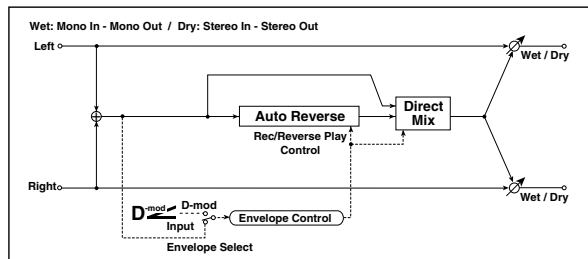 Wet: Mono In - Mono Out / Dry: Stereo In - Stereo Out
Left
Wet / Dry
Auto Reverse
Direct
Mix
Rec/Reverse Play
Control
Right
D-mod
D-mod
Input
Envelope Control
Envelope Select
Wet / Dry